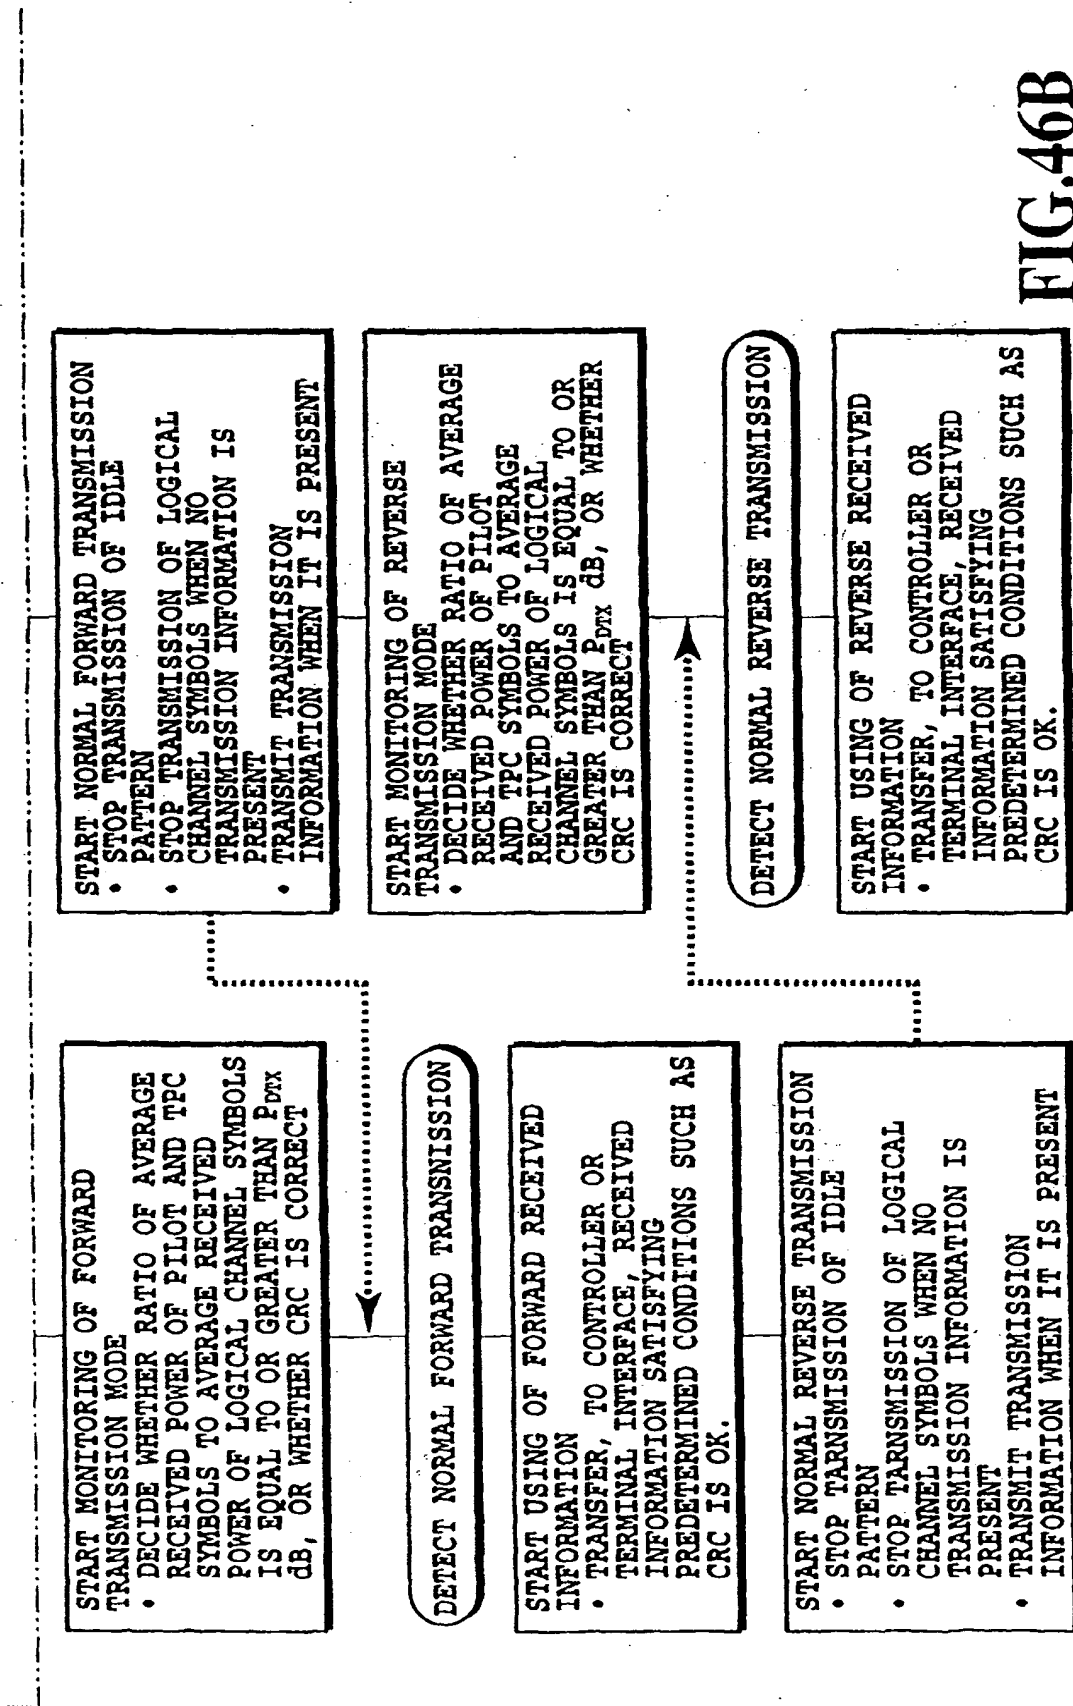 START MONITORING OF FORWARD
TRANSMISSION MODE
• DECIDE WHETHER RATIO OF AVERAGE
RECEIVED POWER OF PILOT AND TPC
SYMBOLS TO AVERAGE RECEIVED
POWER OF LOGICAL CHANNEL SYMBOLS
IS EQUAL TO OR GREATER THAN PDTX
dB, OR WHETHER CRC IS CORRECT
DETECT NORMAL FORWARD TRANSNISSION
START USING OF FORWARD RECEIVED
INFORMATION
• TRANSFER, TO CONTROLLER OR
TERMINAL INTERFACE, RECEIVED
INFORMATION SATISFYING
PREDETERMINED CONDITIONS SUCH AS
CRC IS OK.
START NORMAL REVERSE TRANSMISSION
• STOP TARNSMISSION OF IDLE
PATTERN
• STOP TARNSMISSION OF LOGICAL
CHANNEL SYMBOLS WHEN NO
TRANSMISSION INFORMATION IS
PRESENT
• TRANSMIT TRANSMISSION
INFORMATION WHEN IT IS PRESENT
START NORMAL FORWARD TRANSMISSION
• STOP TRANSMISSION OF IDLE
PATTERN
• STOP TRANSMISSION OF LOGICAL
CHANNEL SYMBOLS WHEN NO
TRANSMISSION INFORMATION IS
PRESENT
• TRANSMIT TRANSMISSION
INFORMATION WHEN IT IS PRESENT
START MONITORING OF REVERSE
TRANSMISSION MODE
• DECIDE WHETHER RATIO OF AVERAGE
RECEIVED POWER OF PILOT
AND TPC SYMBOLS TO AVERAGE
RECEIVED POWER OF LOGICAL
CHANNEL SYMBOLS IS EQUAL TO OR
GREATER THAN PDTX dB, OR WHETHER
CRC IS CORRECT
DETECT NORMAL REVERSE TRANSMISSION
START USING OF REVERSE RECEIVED
INFORMATION
• TRANSFER, TO CONTROLLER OR
TERMINAL INTERFACE, RECEIVED
INFORMATION SATISFYING
PREDETERMINED CONDITIONS SUCH AS
CRC IS OK.
FIG.46B